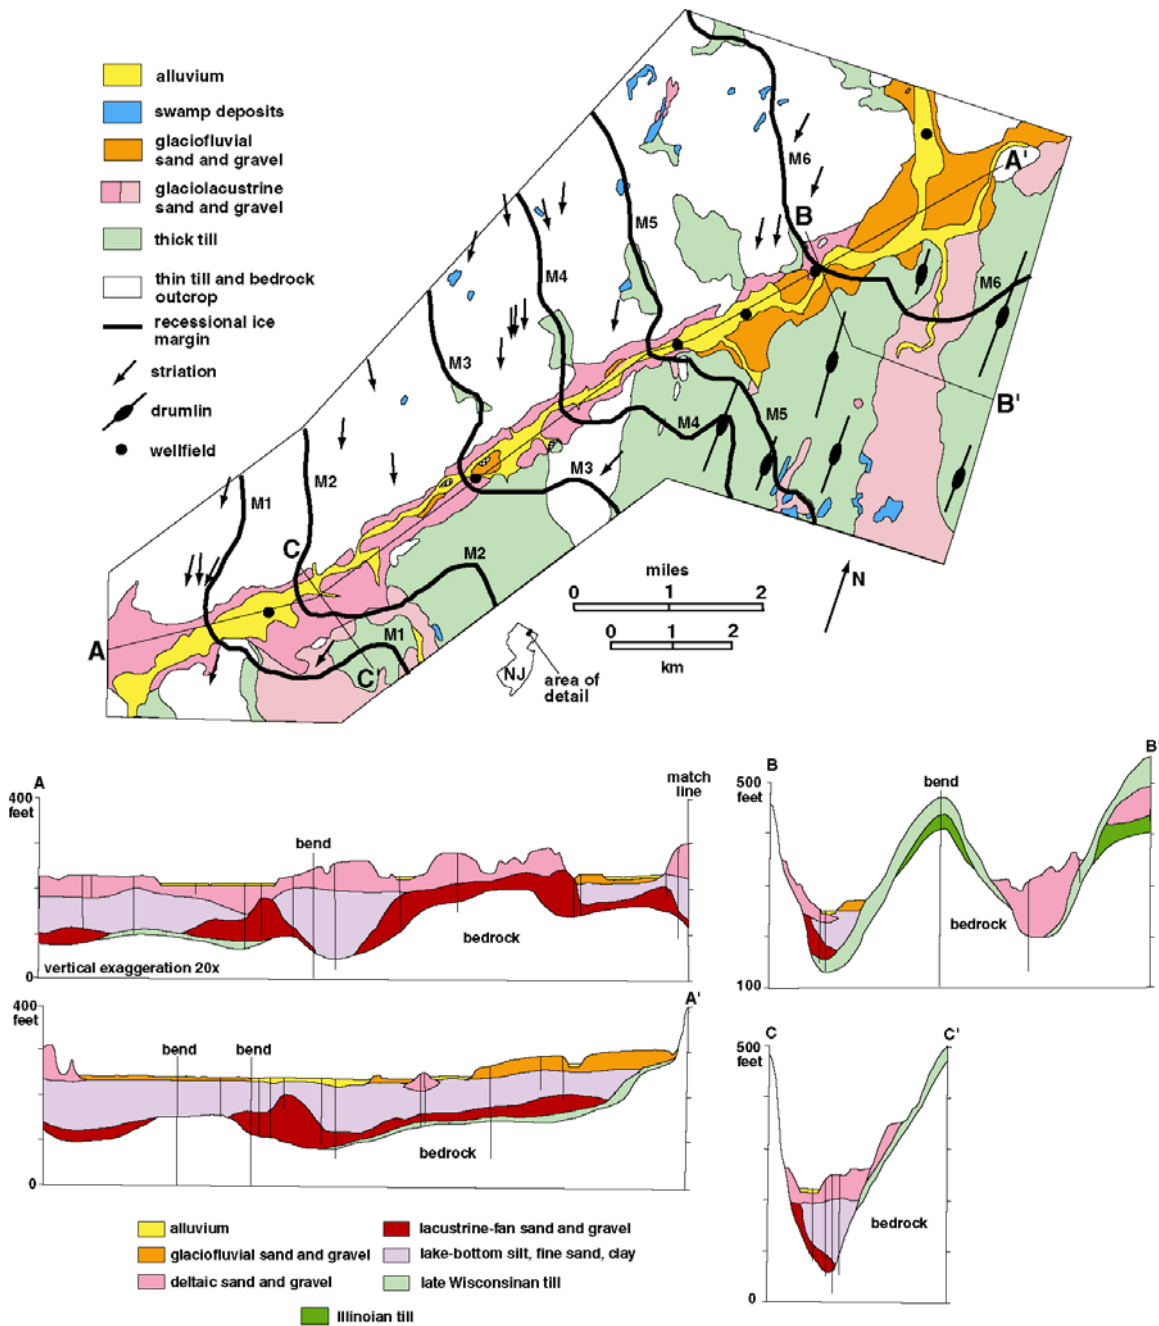 alluvium
swamp deposits
glaciofluvial
sand and gravel
glaciolacustrine
sand and gravel
thick till
thin till and bedrock
outcrop
recessional ice
margin
striation
drumlin
wellfield
M6
A'
M5
B
M4
M6
M3
B'
M5
M4
M3
M2
M1
C
M2
A
M1
C'
miles
0 1 2
0 1 2
km
N
NJ
area of
detail
A
400
feet
bend
match
line
bedrock
vertical exaggeration 20x
0
B
B'
500
feet
bend
bedrock
100
400
feet
A'
bend
bend
bedrock
0
C
C'
500
feet
bedrock
0
alluvium
glaciofluvial sand and gravel
deltaic sand and gravel
lacustrine-fan sand and gravel
lake-bottom silt, fine sand, clay
late Wisconsinan till
Illinoian till